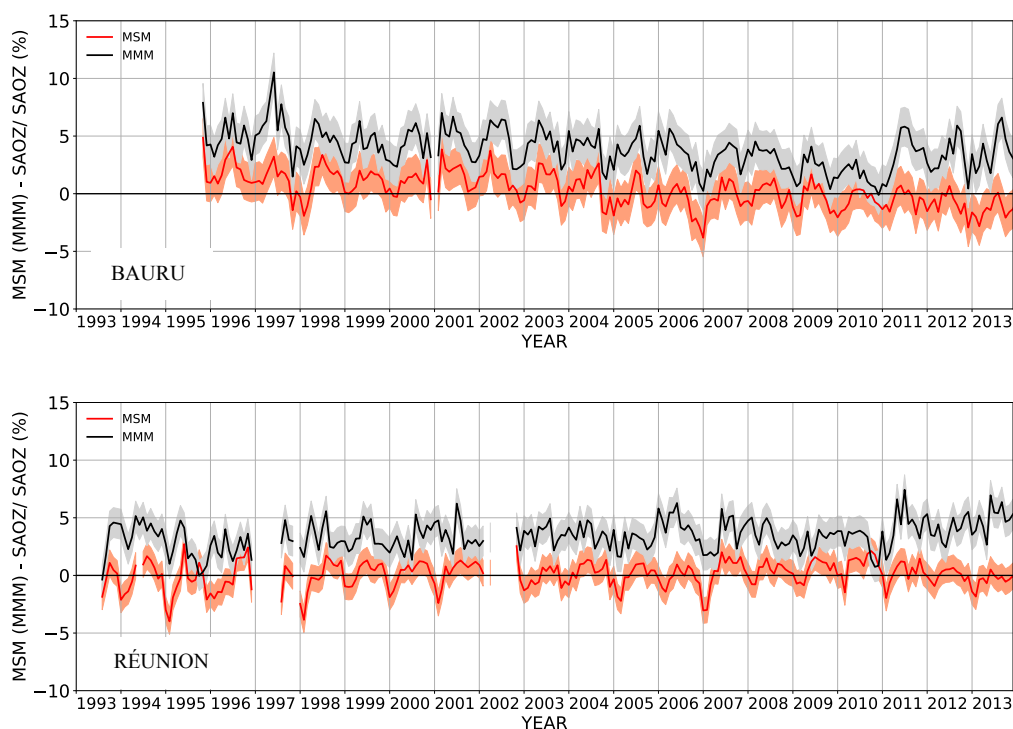 MSM (MMM) - SAOZ/ SAOZ (%)
15
10
5
0
−5
−10
MSM
MMM
BAURU
1993 1994 1995 1996 1997 1998 1999 2000 2001 2002 2003 2004 2005 2006 2007 2008 2009 2010 2011 2012 2013
YEAR
MSM (MMM) - SAOZ/ SAOZ (%)
15
10
5
0
−5
−10
MSM
MMM
RÉUNION
1993 1994 1995 1996 1997 1998 1999 2000 2001 2002 2003 2004 2005 2006 2007 2008 2009 2010 2011 2012 2013
YEAR